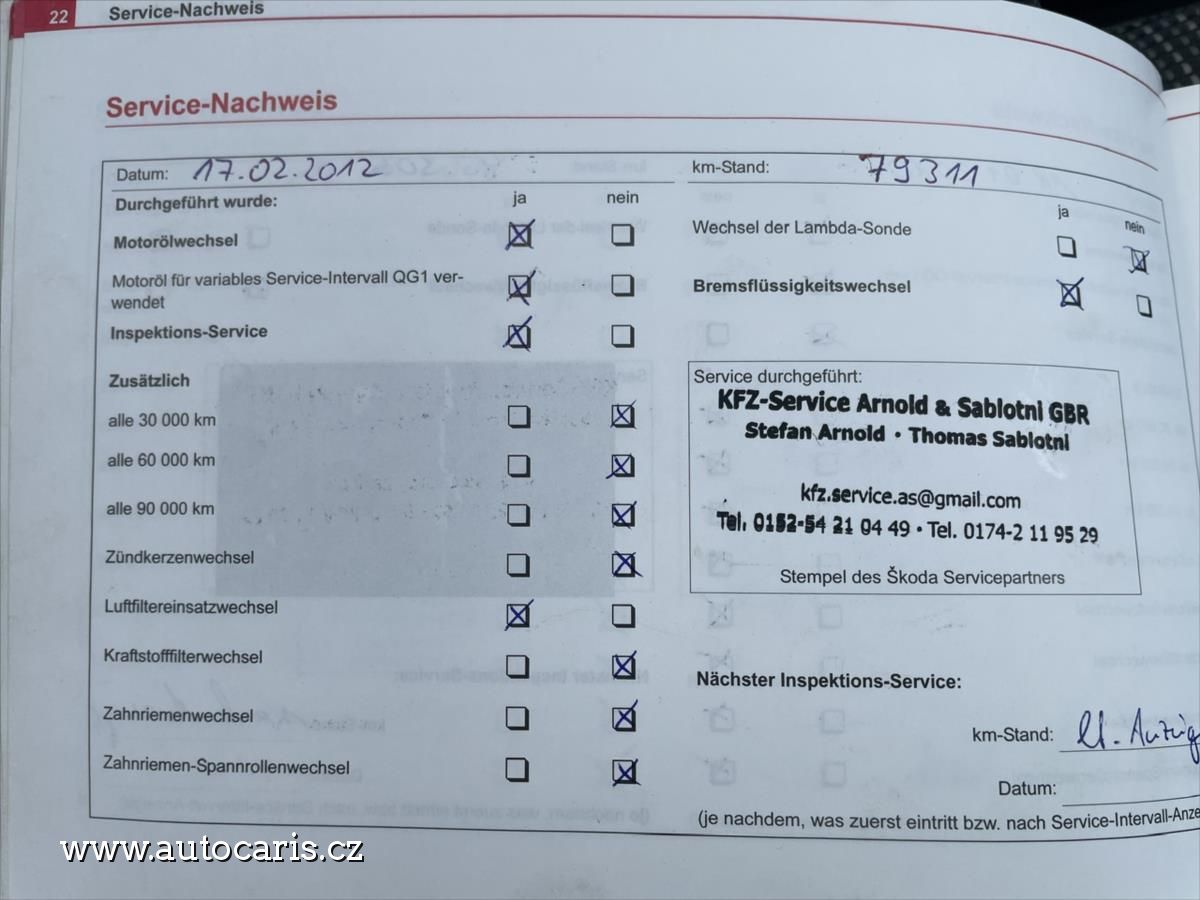 22 Service-Nachweis
Service-Nachweis
Datum: 17.02.2012
km-Stand: 79311
Durchgeführt wurde: ja nein
Motorölwechsel
Motoröl für variables Service-Intervall QG1 ver-
wendet
Inspektions-Service
Zusätzlich
alle 30 000 km
alle 60 000 km
alle 90 000 km
Zündkerzenwechsel
Luftfiltereinsatzwechsel
Kraftstofffilterwechsel
Zahnriemenwechsel
Zahnriemen-Spannrollenwechsel
ja nein
Wechsel der Lambda-Sonde
Bremsflüssigkeitswechsel
Service durchgeführt:
KFZ-Service Arnold & Sablotni GBR
Stefan Arnold · Thomas Sablotni
kfz.service.as@gmail.com
Tel. 0152-54 21 04 49 · Tel. 0174-2 11 95 29
Stempel des Škoda Servicepartners
Nächster Inspektions-Service:
km-Stand:
Datum:
(je nachdem, was zuerst eintritt bzw. nach Service-Intervall-Anze
www.autocaris.cz